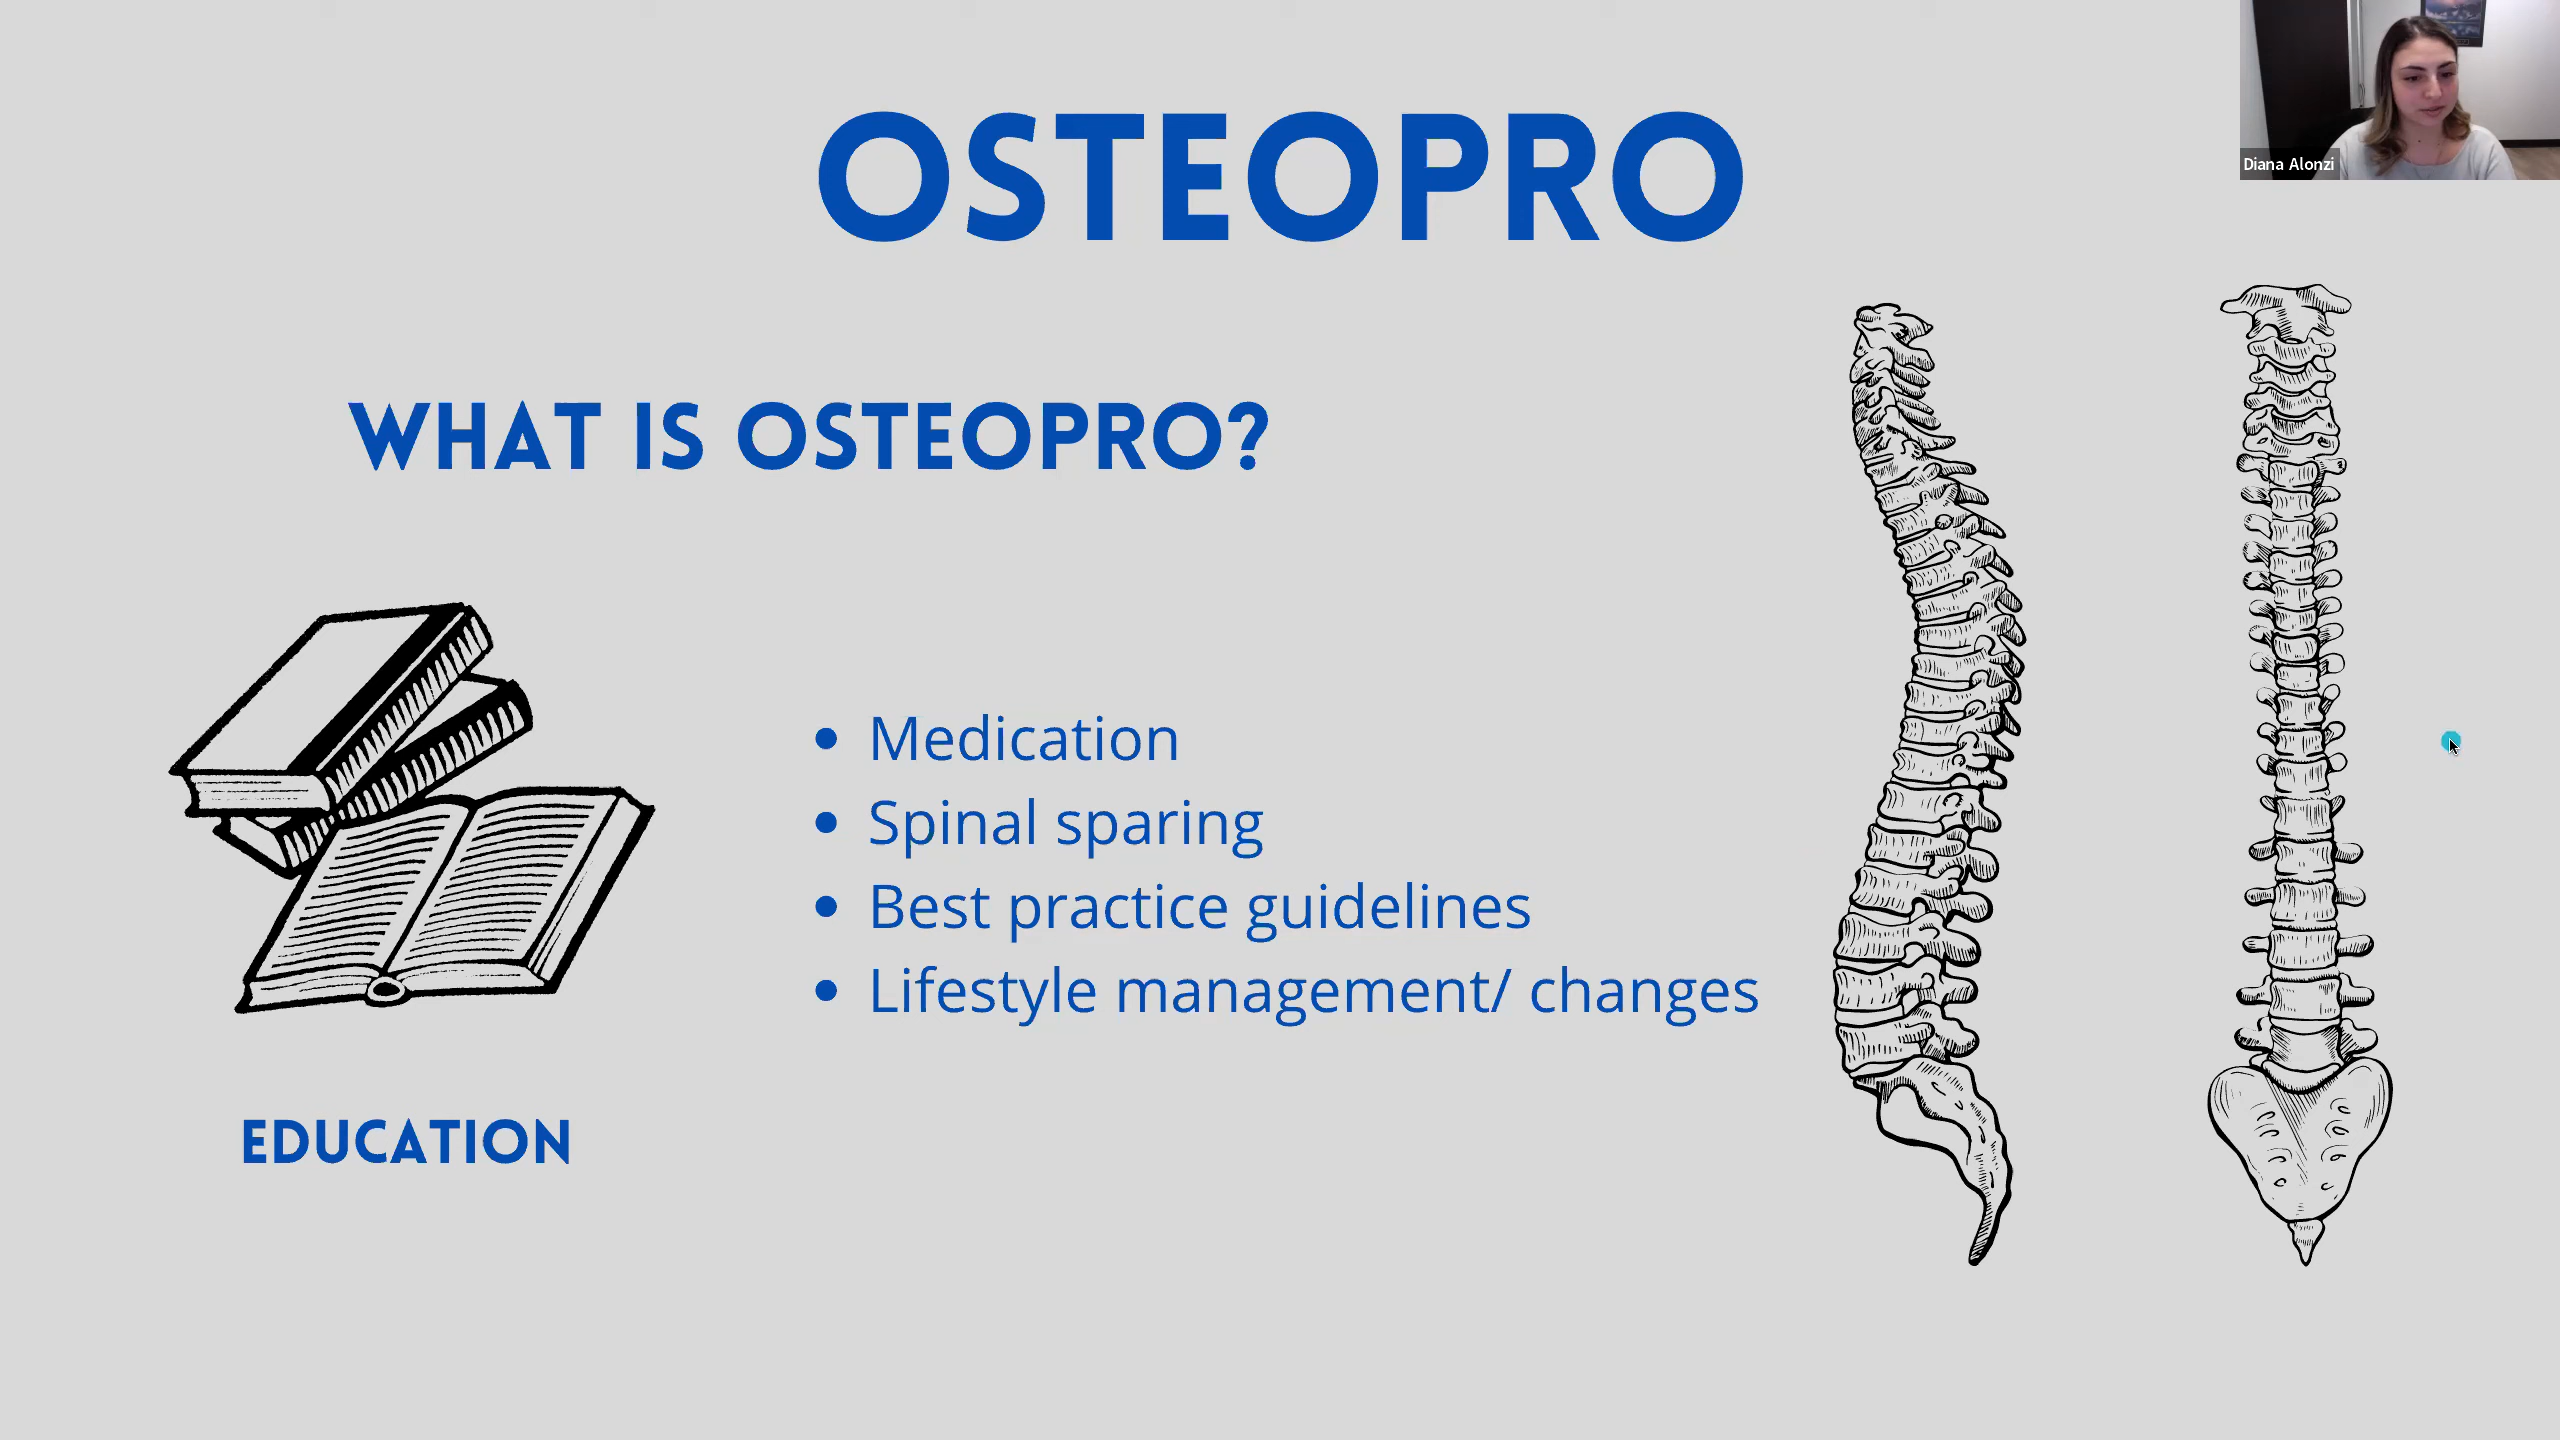 OSTEOPRO
Diana Alonzi
WHAT IS OSTEOPRO?
• Medication
• Spinal sparing
• Best practice guidelines
• Lifestyle management/ changes
EDUCATION